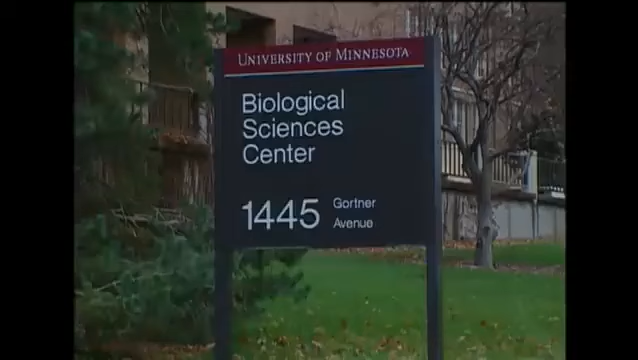 UNIVERSITY OF MINNESOTA
Biological
Sciences
Center
1445 Gortner
Avenue